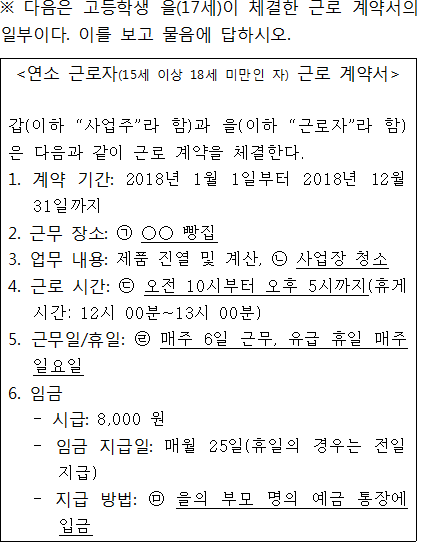 ※ 다음은 고등학생 을(17세)이 체결한 근로 계약서의
일부이다. 이를 보고 물음에 답하시오.
<연소 근로자(15세 이상 18세 미만인 자) 근로 계약서>
갑(이하 “사업주”라 함)과 을(이하 “근로자”라 함)
은 다음과 같이 근로 계약을 체결한다.
1. 계약 기간: 2018년 1월 1일부터 2018년 12월
31일까지
2. 근무 장소: ㉠ ○○ 빵집
3. 업무 내용: 제품 진열 및 계산, ㉡ 사업장 청소
4. 근로 시간: ㉢ 오전 10시부터 오후 5시까지(휴게
시간: 12시 00분~13시 00분)
5. 근무일/휴일: ㉣ 매주 6일 근무, 유급 휴일 매주
일요일
6. 임금
- 시급: 8,000 원
- 임금 지급일: 매월 25일(휴일의 경우는 전일
지급)
- 지급 방법: ㉤ 을의 부모 명의 예금 통장에
입금